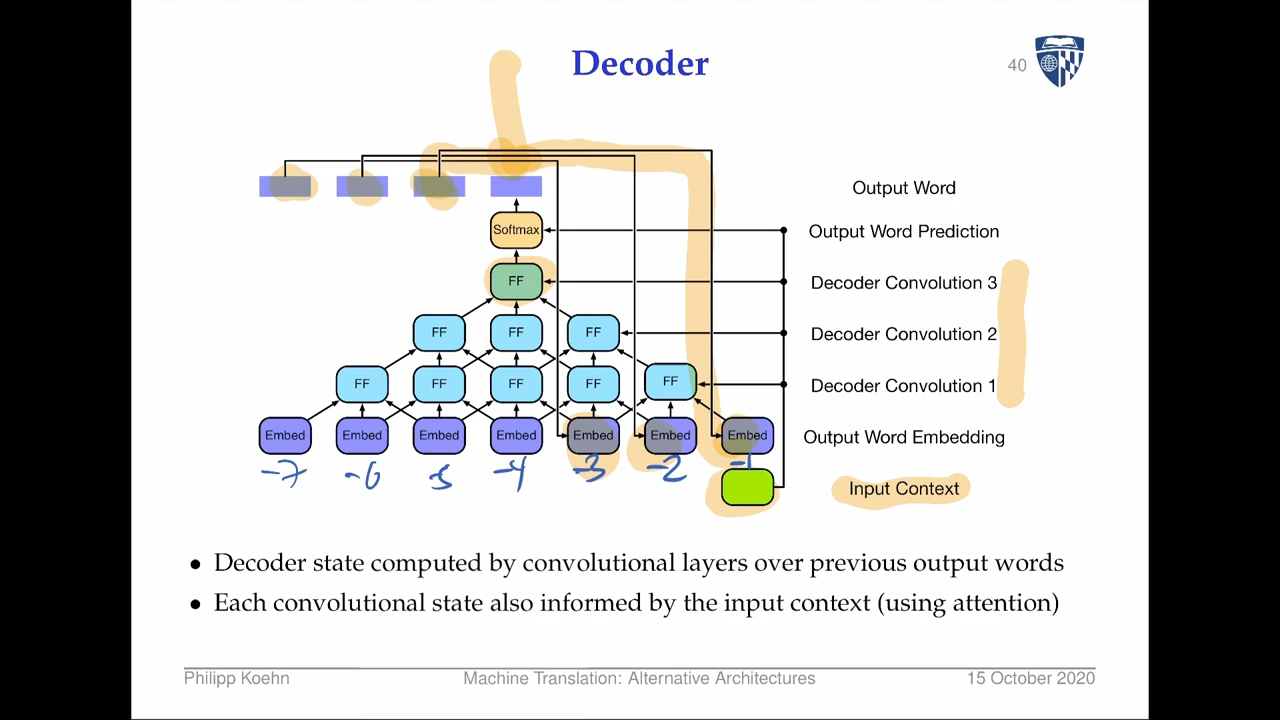 Decoder
40
Output Word
Softmax
Output Word Prediction
FF
Decoder Convolution 3
FF FF FF
Decoder Convolution 2
FF FF FF FF FF
Decoder Convolution 1
Embed Embed Embed Embed Embed Embed Embed
Output Word Embedding
-7 -6 -5 -4 -3 -2 -1
Input Context
• Decoder state computed by convolutional layers over previous output words
• Each convolutional state also informed by the input context (using attention)
Philipp Koehn
Machine Translation: Alternative Architectures
15 October 2020